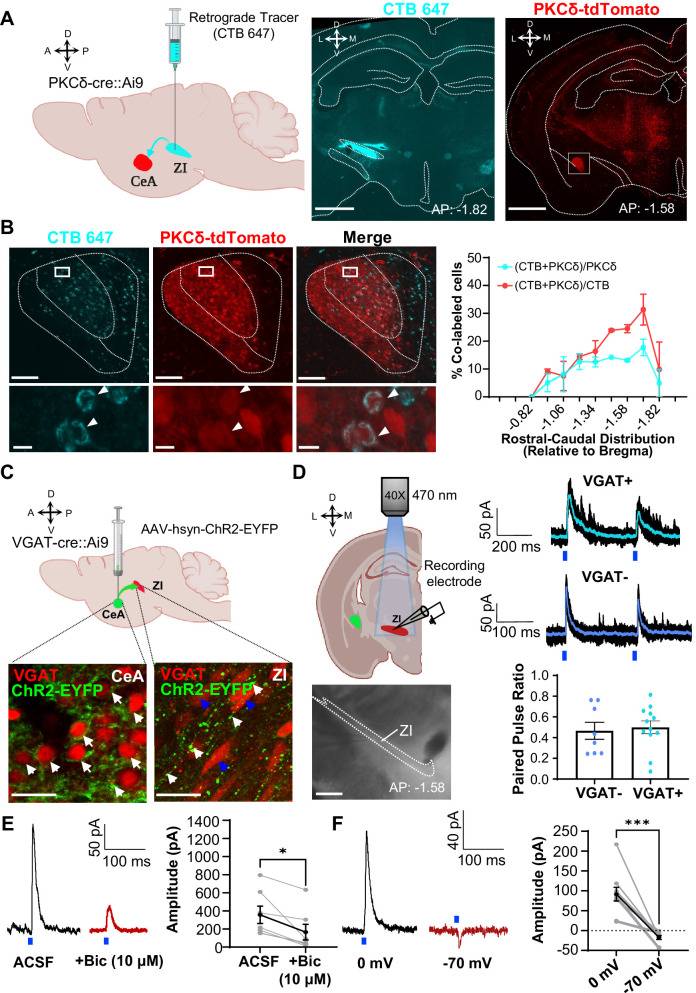 A
D
A P
V
PKCδ-cre::Ai9
Retrograde Tracer
(CTB 647)
CeA
ZI
CTB 647
D
L M
V
AP: -1.82
PKCδ-tdTomato
D
L M
V
AP: -1.58
B
CTB 647
PKCδ-tdTomato
Merge
% Co-labeled cells
50
40
30
20
10
0
(CTB+PKCδ)/PKCδ
(CTB+PKCδ)/CTB
-0.82
-1.06
-1.34
-1.58
-1.82
Rostral-Caudal Distribution
(Relative to Bregma)
C
D
A P
V
VGAT-cre::Ai9
AAV-hsyn-ChR2-EYFP
ZI
CeA
VGAT CeA
ChR2-EYFP
VGAT ZI
ChR2-EYFP
D
D
L M
V
40X
470 nm
Recording
electrode
ZI
ZI
AP: -1.58
VGAT+
50 pA
200 ms
VGAT-
50 pA
100 ms
Paired Pulse Ratio
1.0
0.8
0.6
0.4
0.2
0.0
VGAT- VGAT+
E
50 pA
100 ms
ACSF +Bic (10 µM)
Amplitude (pA)
1400
1200
1000
800
600
400
200
0
*
ACSF +Bic
(10 µM)
F
40 pA
100 ms
0 mV -70 mV
Amplitude (pA)
250
200
150
100
50
0
-50
***
0 mV
-70 mV